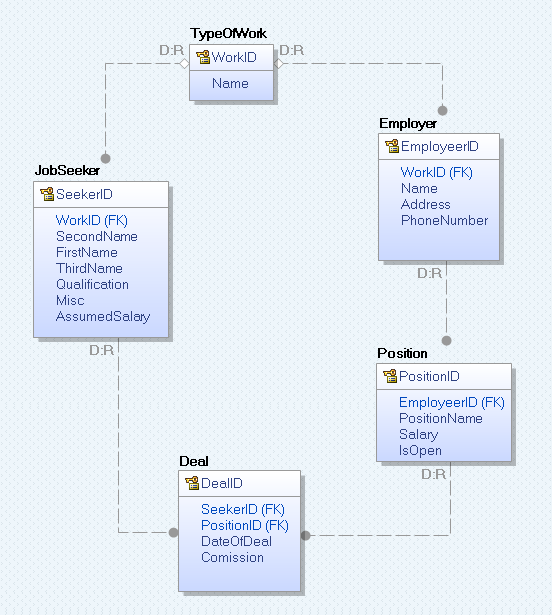 TypeOfWork
D:R
D:R
WorkID
Name
Employer
EmployeerID
WorkID (FK)
Name
Address
PhoneNumber
D:R
JobSeeker
SeekerID
WorkID (FK)
SecondName
FirstName
ThirdName
Qualification
Misc
AssumedSalary
D:R
Position
PositionID
EmployeerID (FK)
PositionName
Salary
IsOpen
D:R
Deal
DealID
SeekerID (FK)
PositionID (FK)
DateOfDeal
Comission